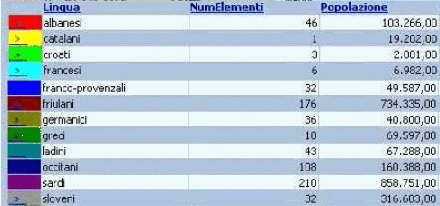 Lingua NumElementi Popolazione
albanesi 46 103.266,00
catalani 1 19.202,00
croati 3 2.001,00
francesi 6 6.982,00
franco-provenzali 32 49.587,00
friulani 176 734.335,00
germanici 36 40.800,00
greci 10 69.597,00
ladini 43 67.288,00
occitani 108 160.388,00
sardi 210 858.751,00
sloveni 32 316.603,00